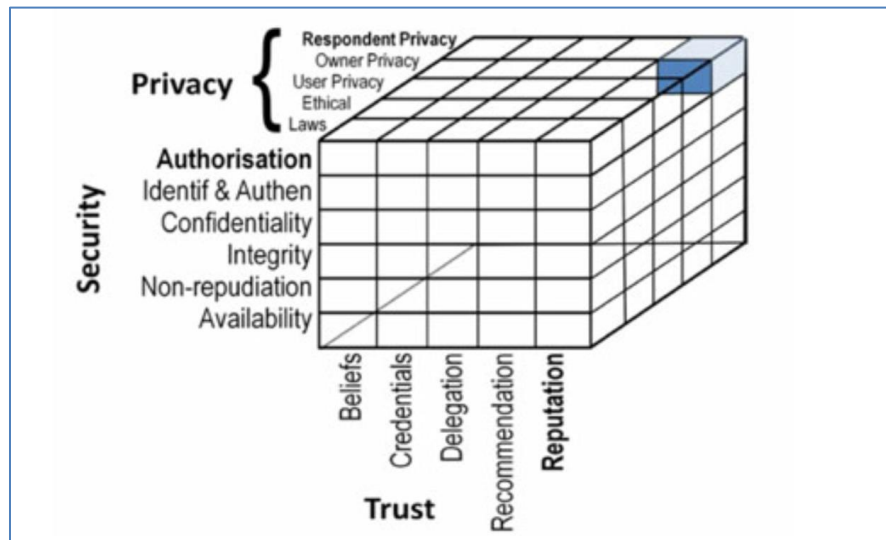 Respondent Privacy
Owner Privacy
User Privacy
Ethical
Laws
Privacy
Authorisation
Identif & Authen
Confidentiality
Integrity
Non-repudiation
Availability
Security
Beliefs
Credentials
Delegation
Recommendation
Reputation
Trust